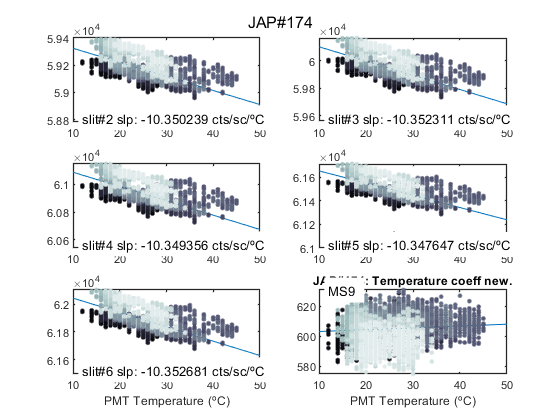 JAP#174
×10⁴
5.94
5.92
5.9
5.88
10 20 30 40 50
slit#2 slp: -10.350239 cts/sc/ºC
×10⁴
6
5.98
5.96
10 20 30 40 50
slit#3 slp: -10.352311 cts/sc/ºC
×10⁴
6.1
6.08
6.06
10 20 30 40 50
slit#4 slp: -10.349356 cts/sc/ºC
×10⁴
6.16
6.14
6.12
6.1
10 20 30 40 50
slit#5 slp: -10.347647 cts/sc/ºC
×10⁴
6.2
6.18
6.16
10 20 30 40 50
slit#6 slp: -10.352681 cts/sc/ºC
PMT Temperature (ºC)
: Temperature coeff new.
MS9
620
600
580
10 20 30 40 50
PMT Temperature (ºC)